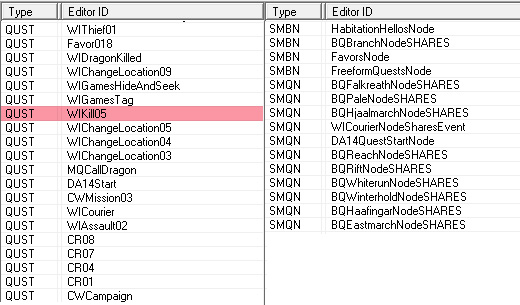 Type Editor ID
QUST WIThief01
QUST Favor018
QUST WIDragonKilled
QUST WIChangeLocation09
QUST WIGamesHideAndSeek
QUST WIGamesTag
QUST WIKill05
QUST WIChangeLocation05
QUST WIChangeLocation04
QUST WIChangeLocation03
QUST MQCallDragon
QUST DA14Start
QUST CWMission03
QUST WICourier
QUST WIAssault02
QUST CR08
QUST CR07
QUST CR04
QUST CR01
QUST CWCampaign
Type Editor ID
SMBN HabitationHellosNode
SMBN BQBranchNodeSHARES
SMBN FavorsNode
SMBN FreeformQuestsNode
SMQN BQFalkreathNodeSHARES
SMQN BQPaleNodeSHARES
SMQN BQHjaalmarchNodeSHARES
SMQN WICourierNodeSharesEvent
SMQN DA14QuestStartNode
SMQN BQReachNodeSHARES
SMQN BQRiftNodeSHARES
SMQN BQWhiterunNodeSHARES
SMQN BQWinterholdNodeSHARES
SMQN BQHaafingarNodeSHARES
SMQN BQEastmarchNodeSHARES